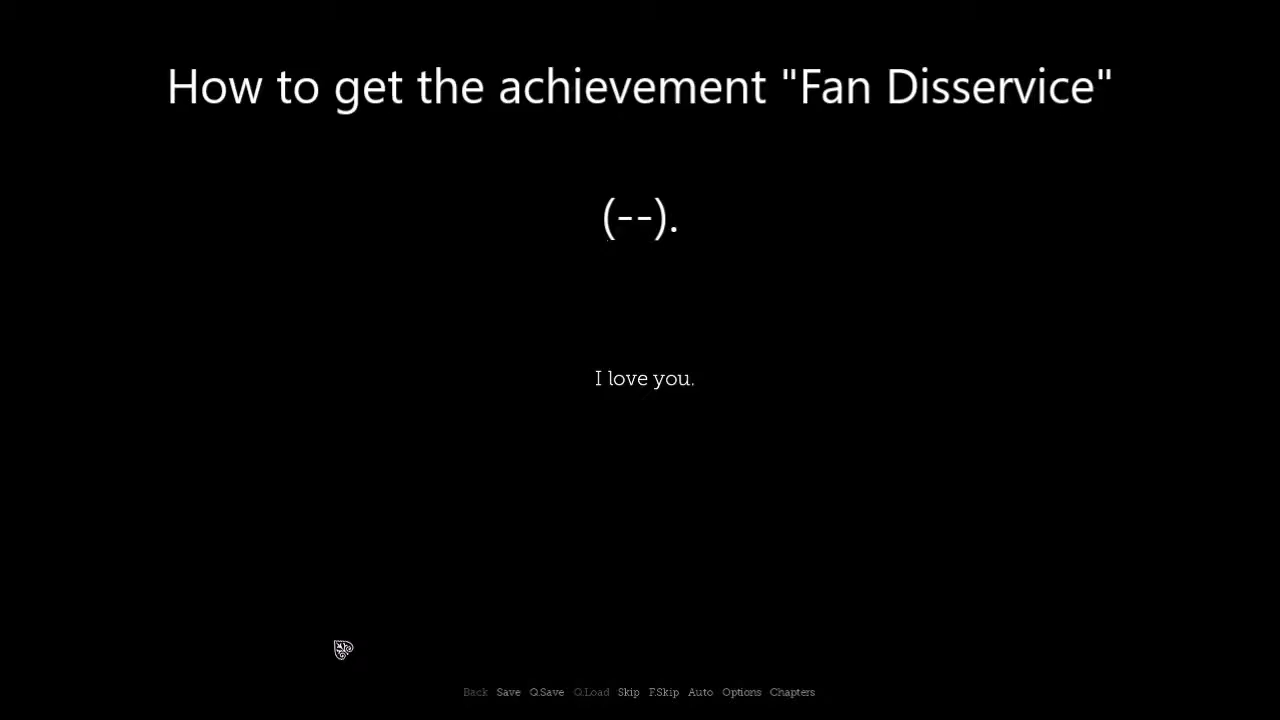 How to get the achievement "Fan Disservice"
(--).
I love you.
Back Save Q.Save Q.Load Skip F.Skip Auto Options Chapters